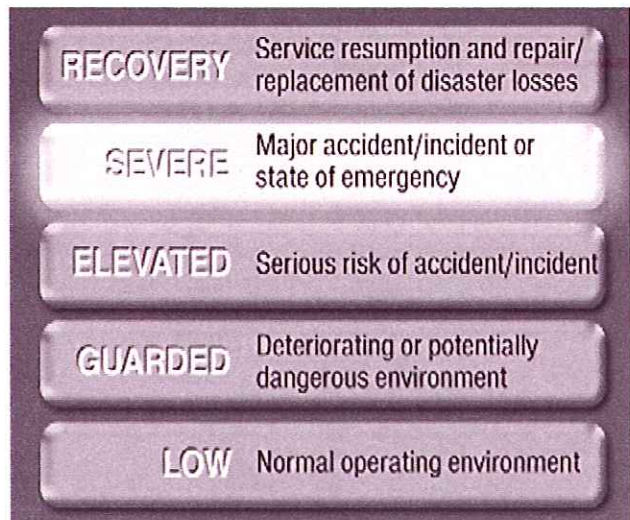 RECOVERY Service resumption and repair/
replacement of disaster losses
SEVERE Major accident/incident or
state of emergency
ELEVATED Serious risk of accident/incident
GUARDED Deteriorating or potentially
dangerous environment
LOW Normal operating environment